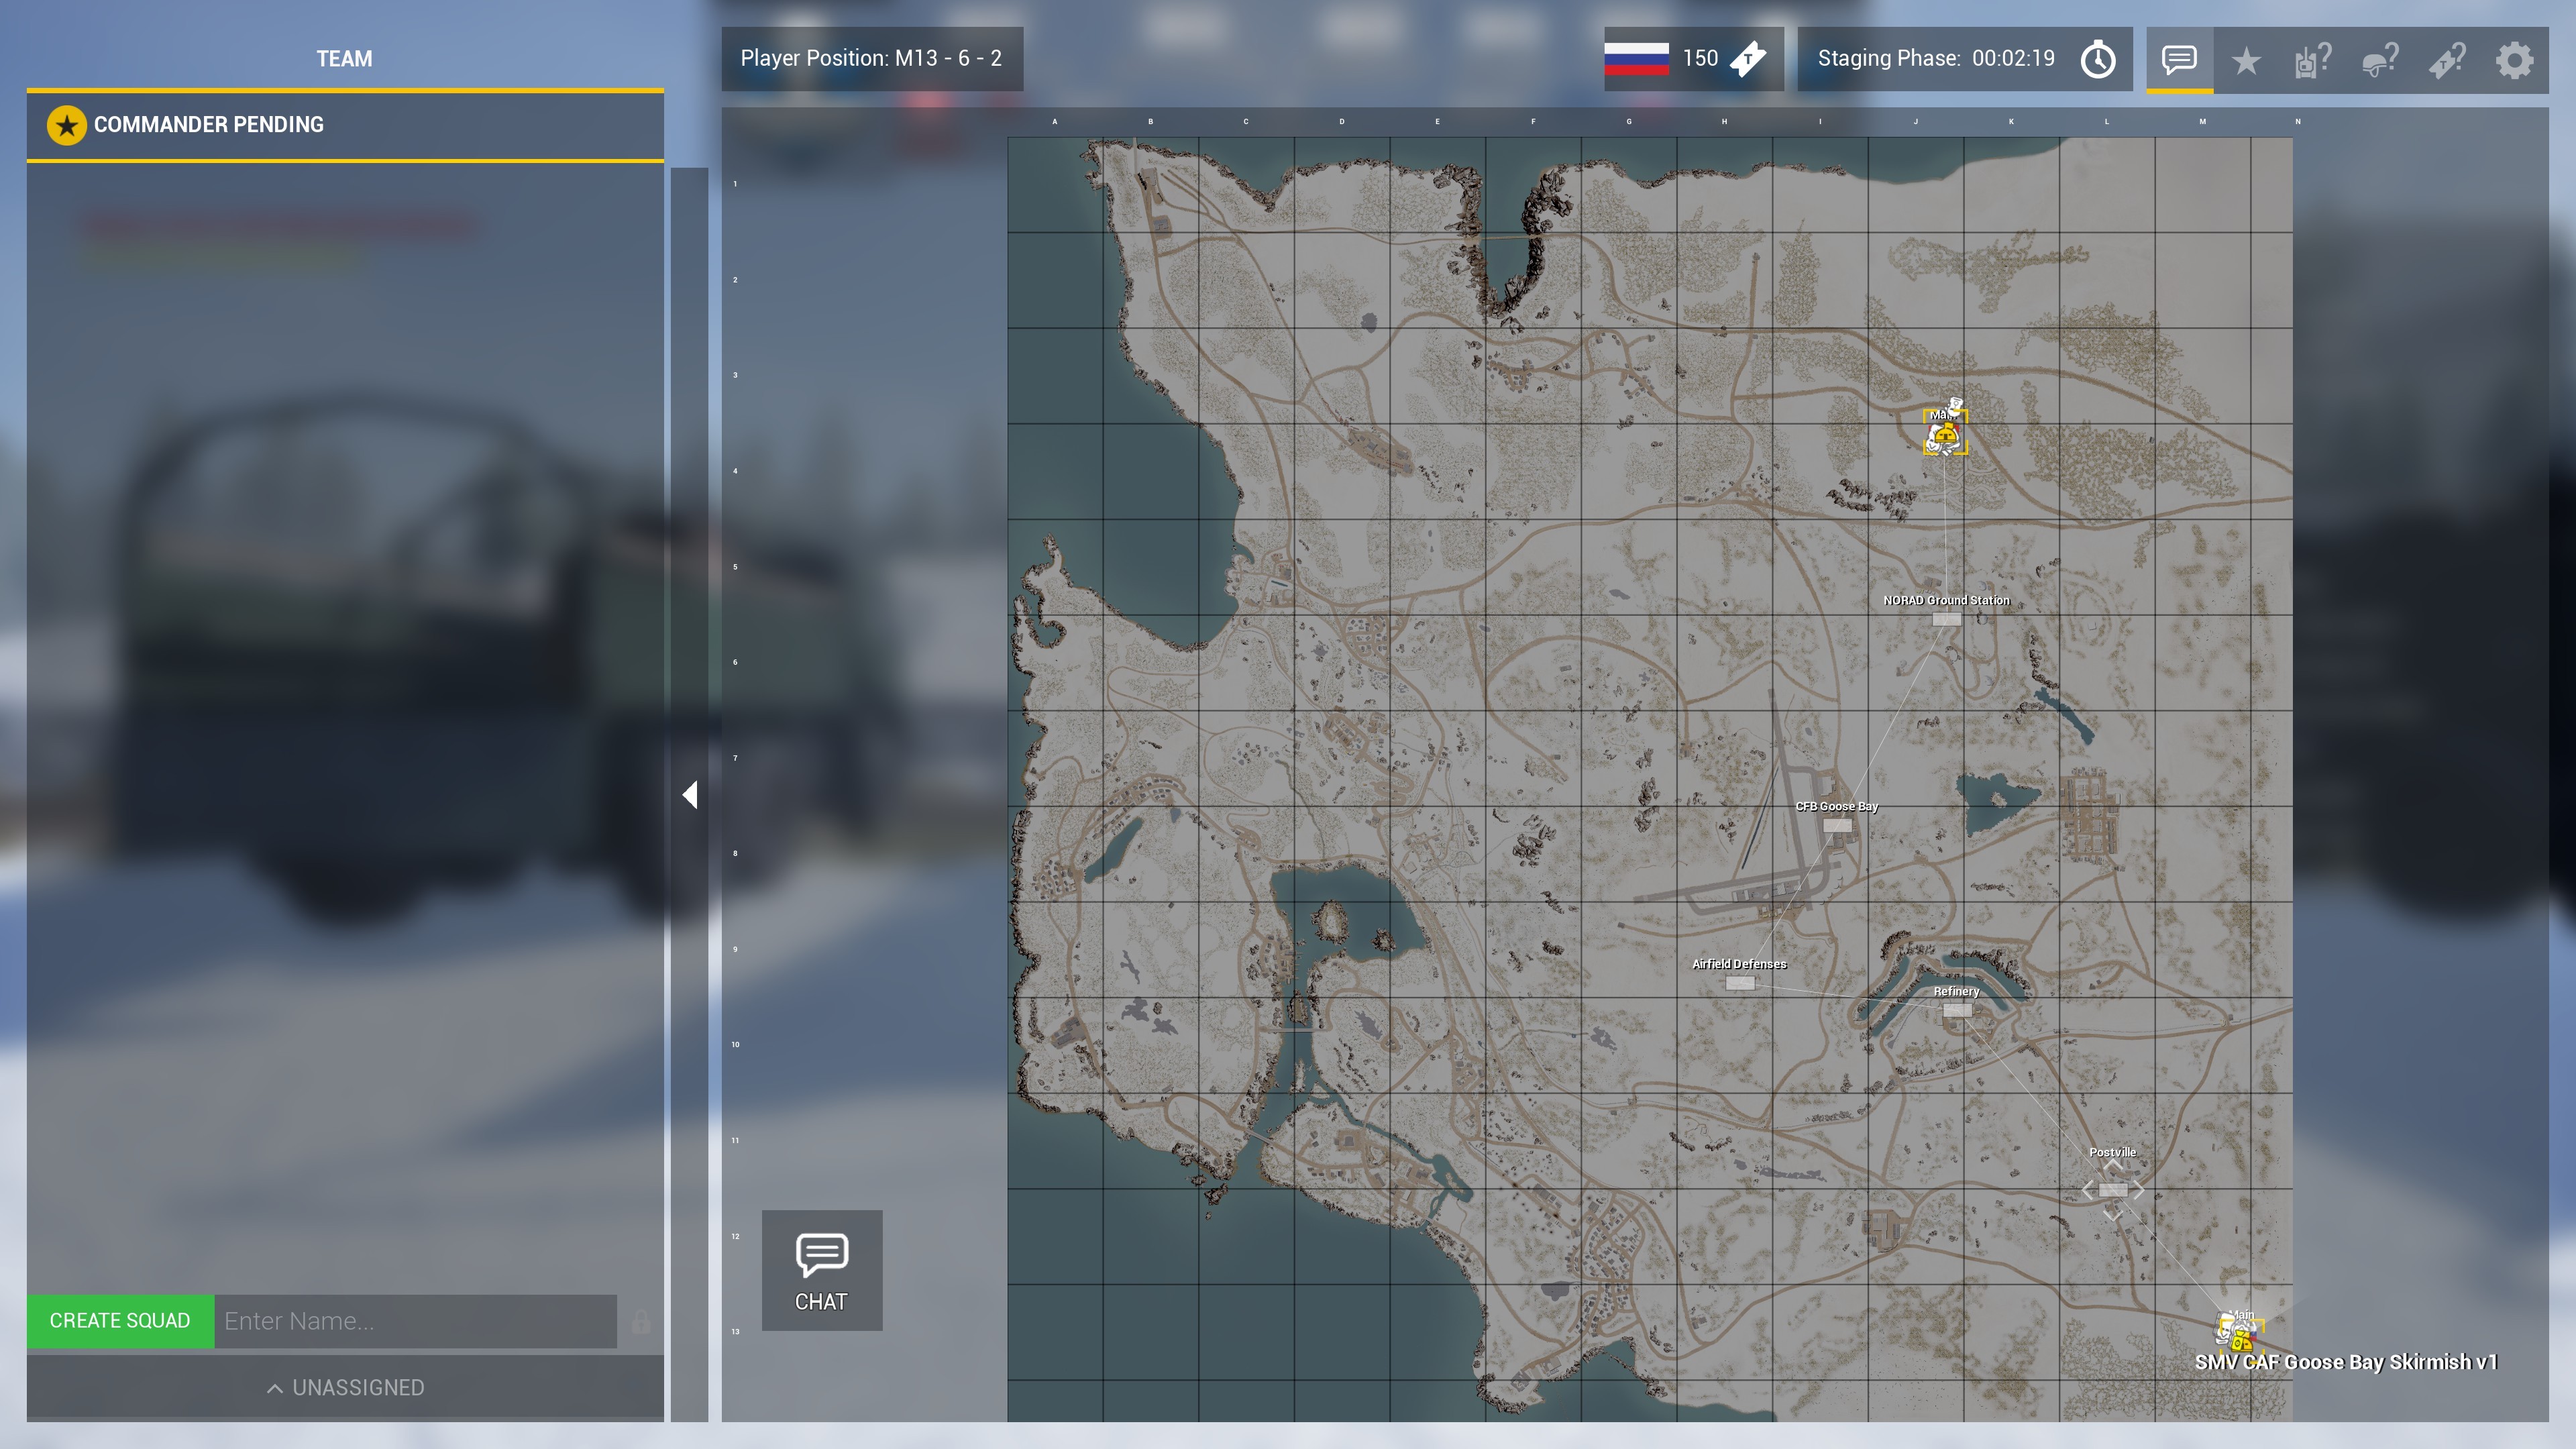 TEAM
Player Position: M13 - 6 - 2
150
T
Staging Phase: 00:02:19
COMMANDER PENDING
A B C D E F G H I J K L M N
1
2
3
4
5
6
7
8
9
10
11
12
13
NORAD Ground Station
CFB Goose Bay
Airfield Defenses
Refinery
Postville
Main
SMV CAF Goose Bay Skirmish v1
CHAT
CREATE SQUAD
Enter Name...
UNASSIGNED